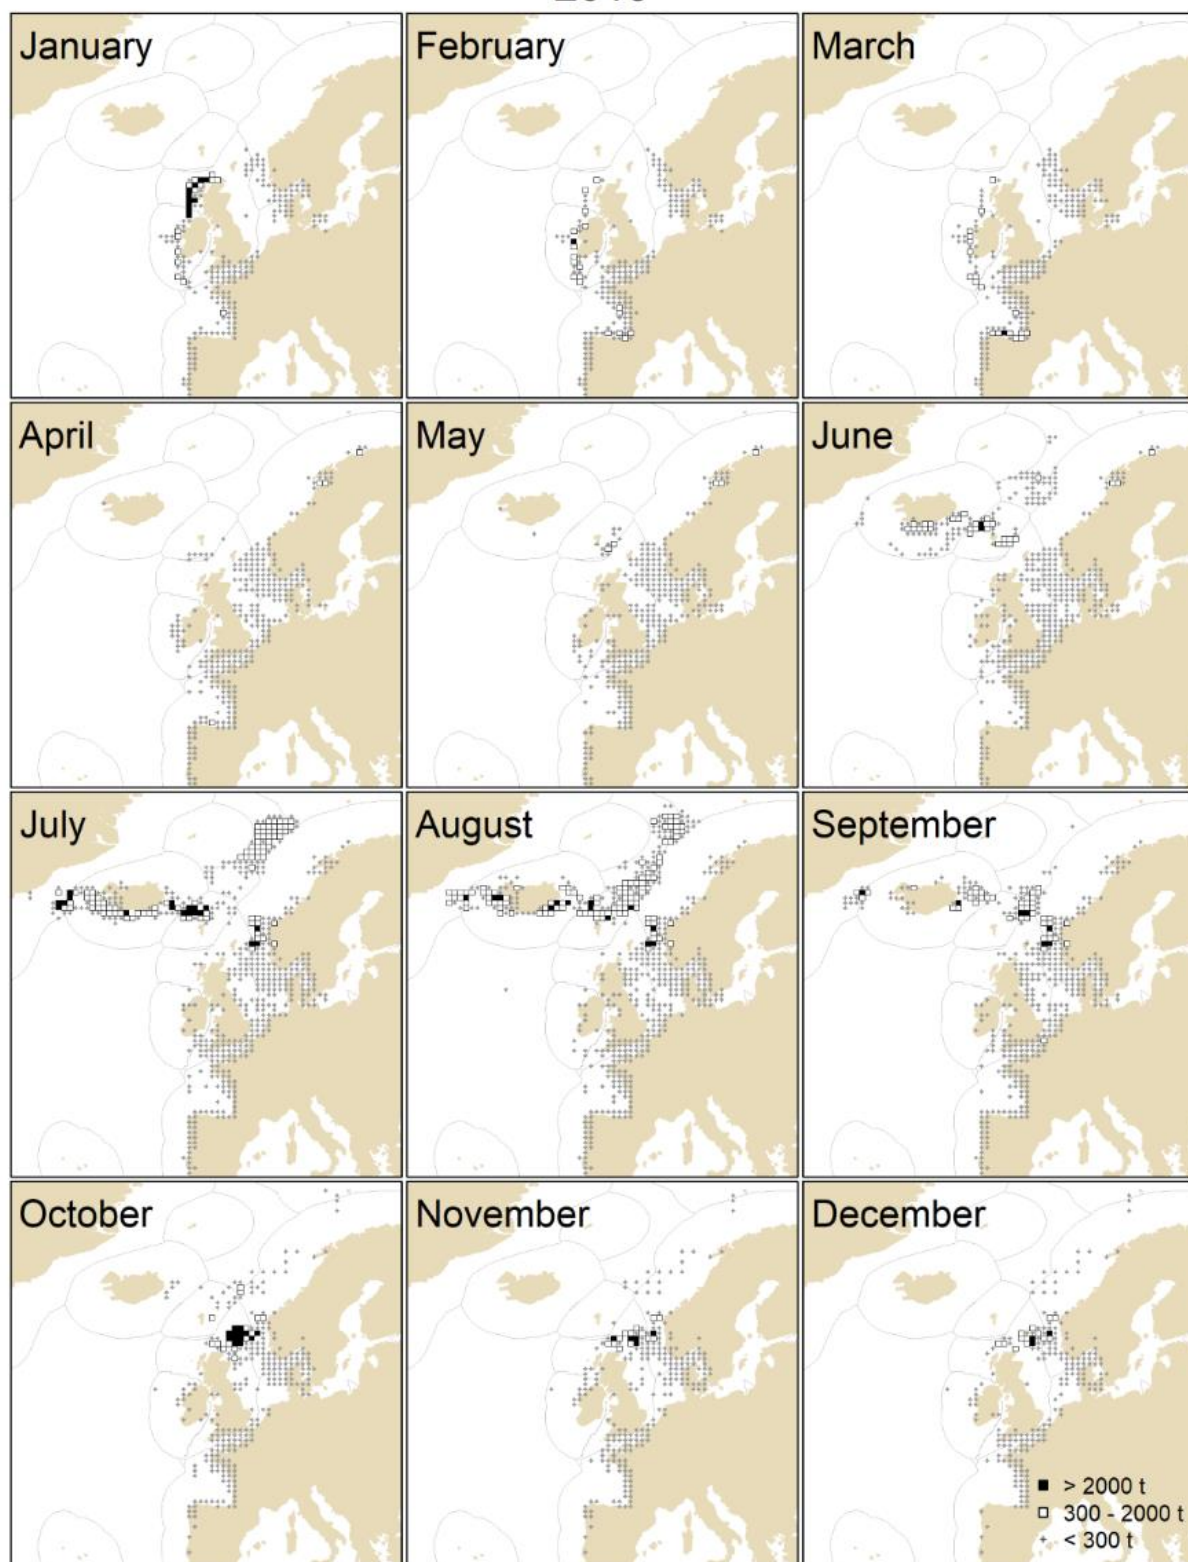 January
February
March
April
May
June
July
August
September
October
November
December
> 2000 t
300 - 2000 t
< 300 t